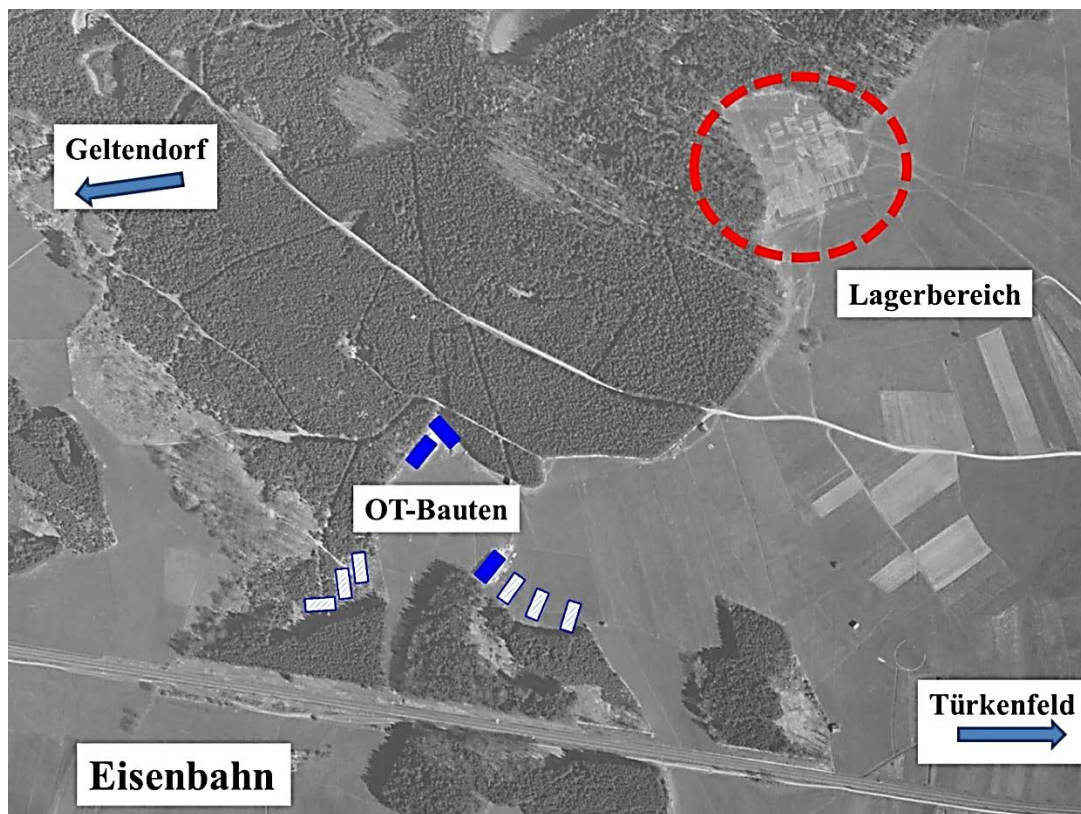 Geltendorf
Lagerbereich
OT-Bauten
Türkenfeld
Eisenbahn